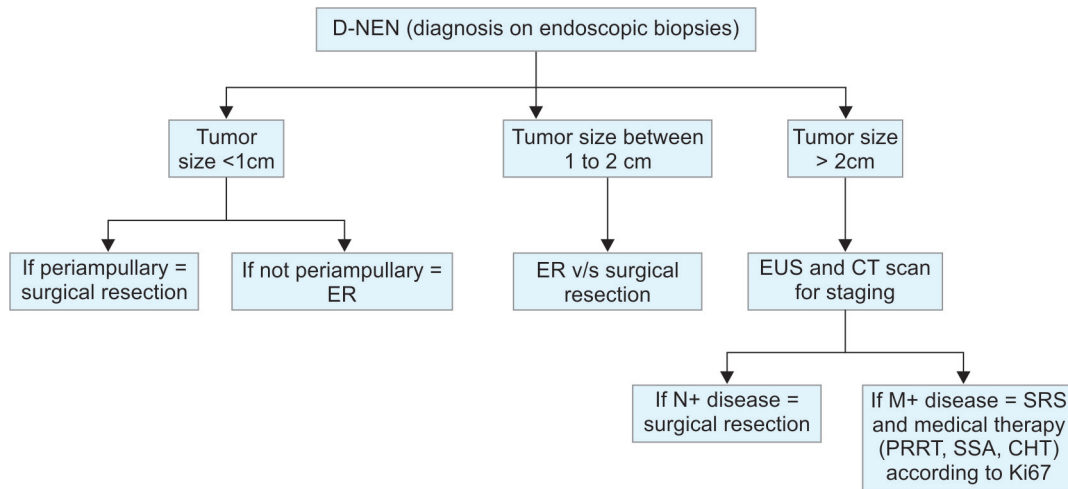 D-NEN (diagnosis on endoscopic biopsies)
Tumor
size <1cm
Tumor size between
1 to 2 cm
Tumor size
> 2cm
If periampullary =
surgical resection
If not periampullary =
ER
ER v/s surgical
resection
EUS and CT scan
for staging
If N+ disease =
surgical resection
If M+ disease = SRS
and medical therapy
(PRRT, SSA, CHT)
according to Ki67